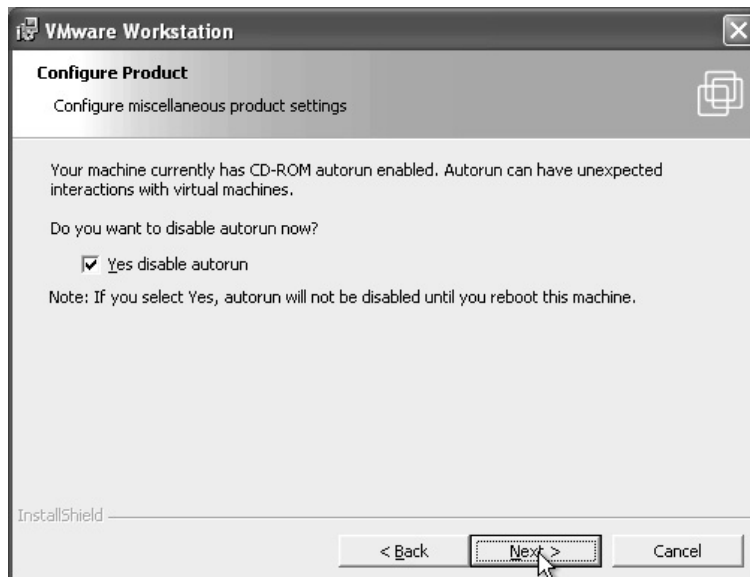 VMware Workstation
Configure Product
Configure miscellaneous product settings
Your machine currently has CD-ROM autorun enabled. Autorun can have unexpected
interactions with virtual machines.
Do you want to disable autorun now?
Yes disable autorun
Note: If you select Yes, autorun will not be disabled until you reboot this machine.
InstallShield
< Back Next > Cancel